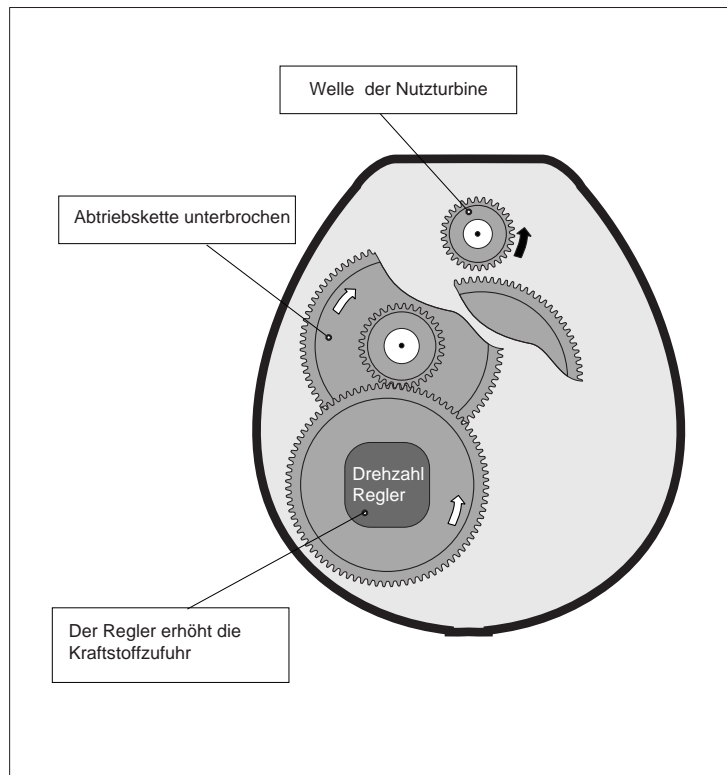 Welle der Nutzturbine
Abtriebskette unterbrochen
Drehzahl
Regler
Der Regler erhöht die
Kraftstoffzufuhr